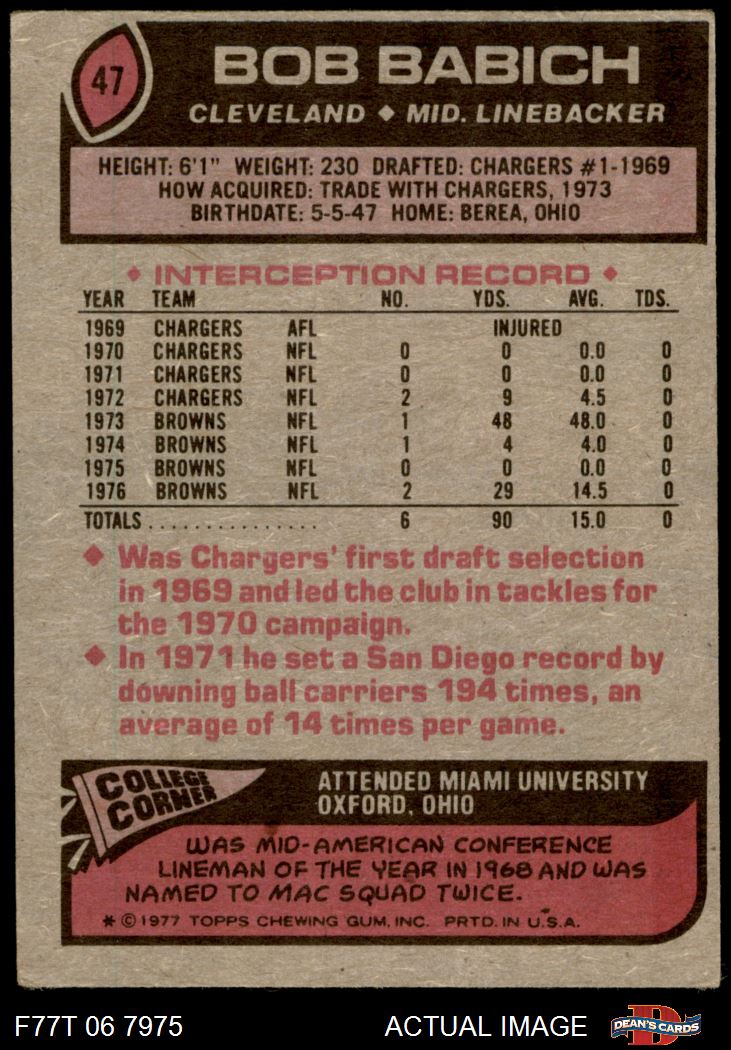 47
BOB BABICH
CLEVELAND ◆ MID. LINEBACKER
HEIGHT: 6'1" WEIGHT: 230 DRAFTED: CHARGERS #1-1969
HOW ACQUIRED: TRADE WITH CHARGERS, 1973
BIRTHDATE: 5-5-47 HOME: BEREA, OHIO
◆ INTERCEPTION RECORD ◆
YEAR TEAM NO. YDS. AVG. TDS.
1969 CHARGERS AFL INJURED
1970 CHARGERS NFL 0 0 0.0 0
1971 CHARGERS NFL 0 0 0.0 0
1972 CHARGERS NFL 2 9 4.5 0
1973 BROWNS NFL 1 48 48.0 0
1974 BROWNS NFL 1 4 4.0 0
1975 BROWNS NFL 0 0 0.0 0
1976 BROWNS NFL 2 29 14.5 0
TOTALS ............... 6 90 15.0 0
◆ Was Chargers' first draft selection
in 1969 and led the club in tackles for
the 1970 campaign.
◆ In 1971 he set a San Diego record by
downing ball carriers 194 times, an
average of 14 times per game.
COLLEGE
CORNER
ATTENDED MIAMI UNIVERSITY
OXFORD, OHIO
WAS MID-AMERICAN CONFERENCE
LINEMAN OF THE YEAR IN 1968 AND WAS
NAMED TO MAC SQUAD TWICE.
* © 1977 TOPPS CHEWING GUM, INC. PRTD. IN U.S.A.
F77T 06 7975 ACTUAL IMAGE
DEAN'S CARDS